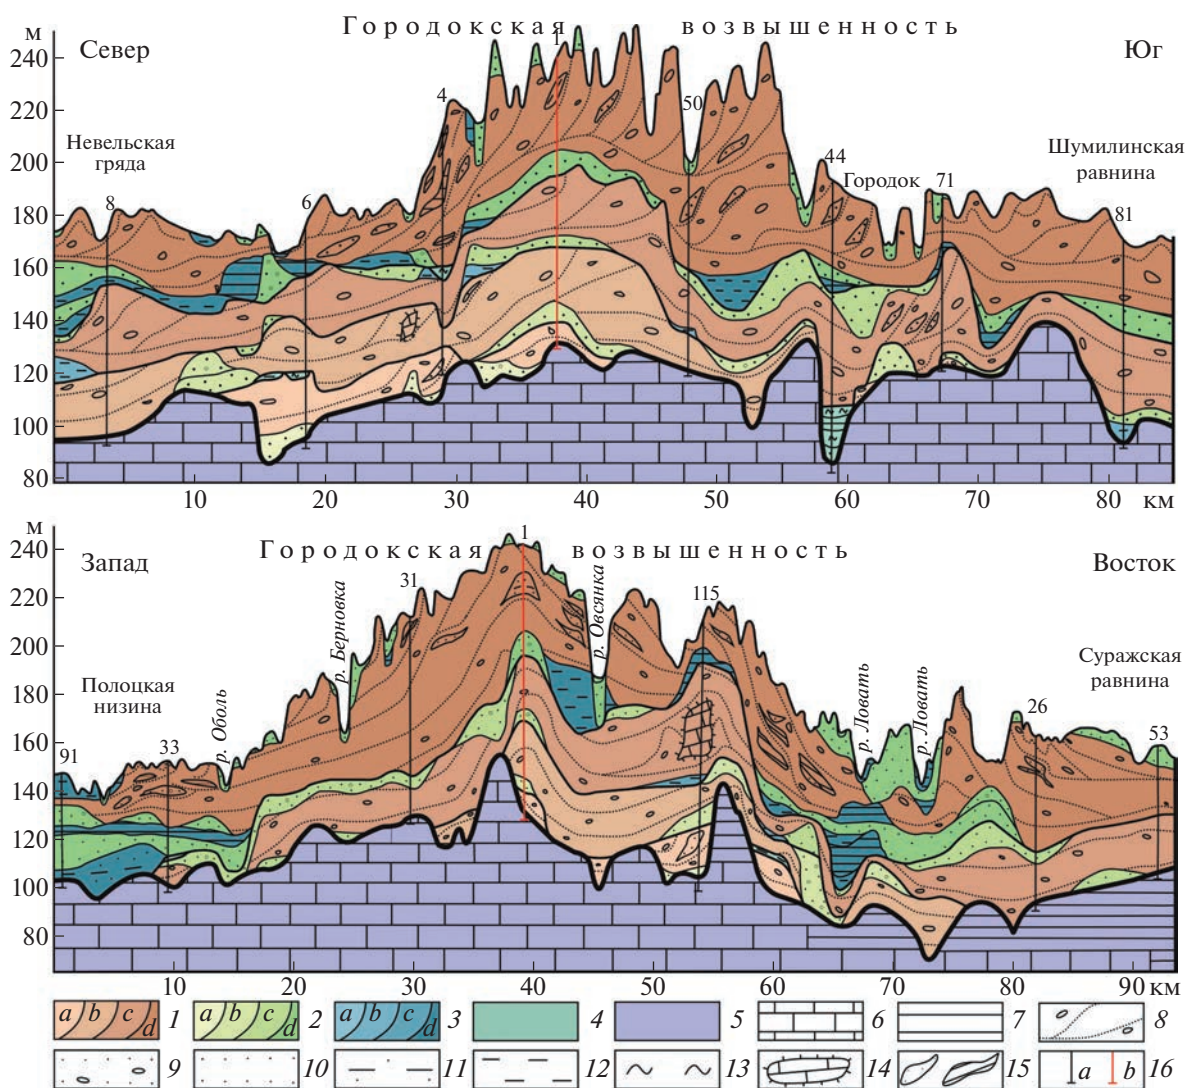 Городокская возвышенность
м
Север
Юг
240
220
200
180
160
140
120
100
80
Невельская
гряда
Шумилинская
равнина
Городок
8
6
4
1
50
44
71
81
10 20 30 40 50 60 70 80 км
м
Городокская возвышенность
Запад
Восток
240
220
200
180
160
140
120
100
80
Полоцкая
низина
Суражская
равнина
р. Оболь
р. Берновка
р. Овсянка
р. Ловать
р. Ловать
91
33
31
1
115
26
53
10 20 30 40 50 60 70 80 90 км
a b c d 1
a b c d 2
a b c d 3
4
5
6
7
8
9
10
11
12
13
14
15
a b 16